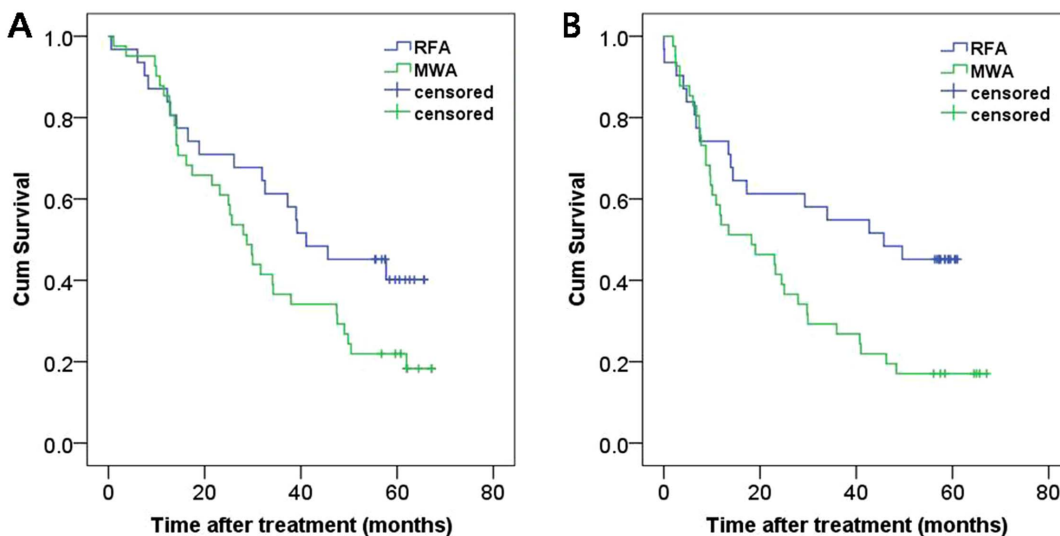 A
Cum Survival
1.0
0.8
0.6
0.4
0.2
0.0
RFA
MWA
censored
censored
0 20 40 60 80
Time after treatment (months)
B
Cum Survival
1.0
0.8
0.6
0.4
0.2
0.0
RFA
MWA
censored
censored
0 20 40 60 80
Time after treatment (months)